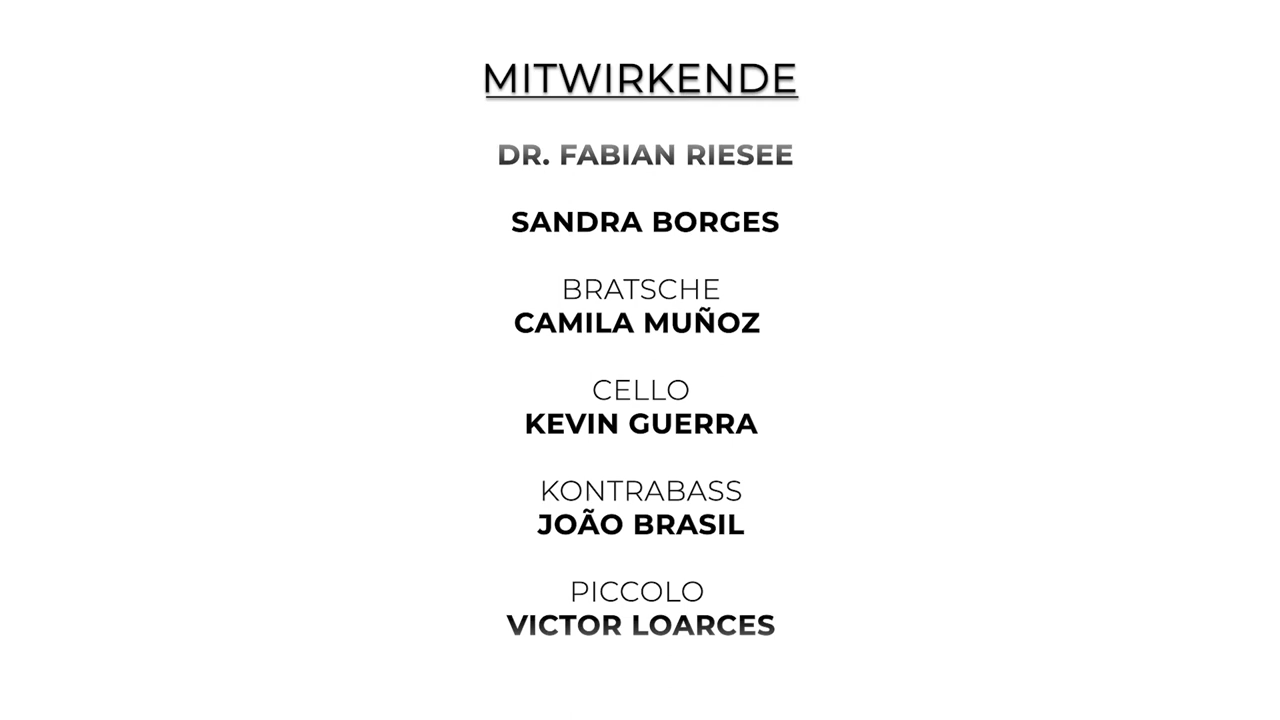 MITWIRKENDE
DR. FABIAN RIESEE
SANDRA BORGES
BRATSCHE
CAMILA MUÑOZ
CELLO
KEVIN GUERRA
KONTRABASS
JOÃO BRASIL
PICCOLO
VICTOR LOARCES